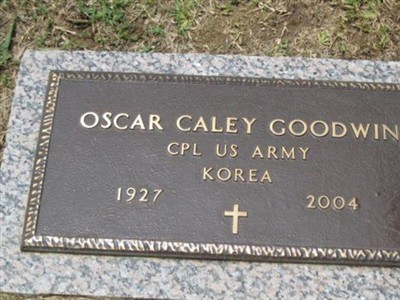 OSCAR CALEY GOODWIN
CPL US ARMY
KOREA
1927 2004